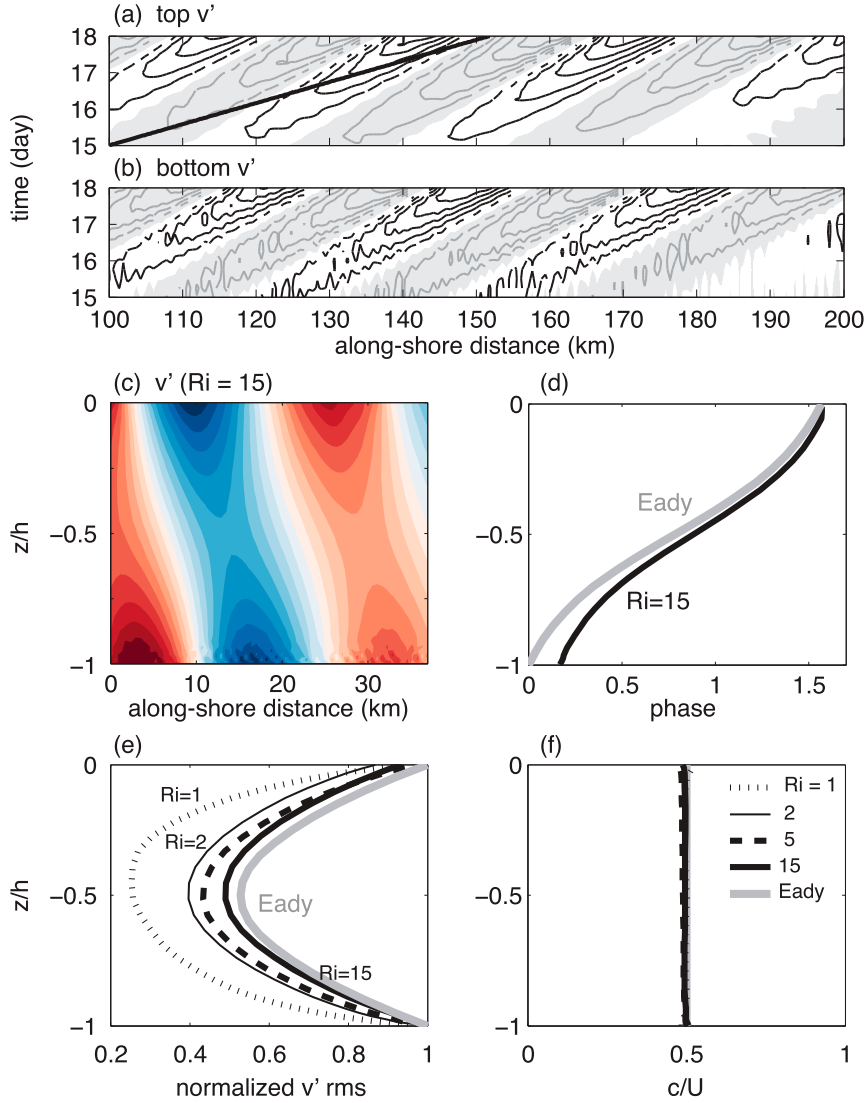 (a) top v’
18
17
16
15
(b) bottom v’
18
17
16
15
time (day)
100 110 120 130 140 150 160 170 180 190 200
along-shore distance (km)
(c) v’ (Ri = 15)
0
−0.5
−1
z/h
0 10 20 30
along-shore distance (km)
(d)
0
−0.5
−1
Eady
Ri=15
0 0.5 1 1.5
phase
(e)
0
−0.5
−1
z/h
Ri=1
Ri=2
Eady
Ri=15
0.2 0.4 0.6 0.8 1
normalized v’ rms
(f)
0
−0.5
−1
Ri = 1
2
5
15
Eady
0 0.5 1
c/U